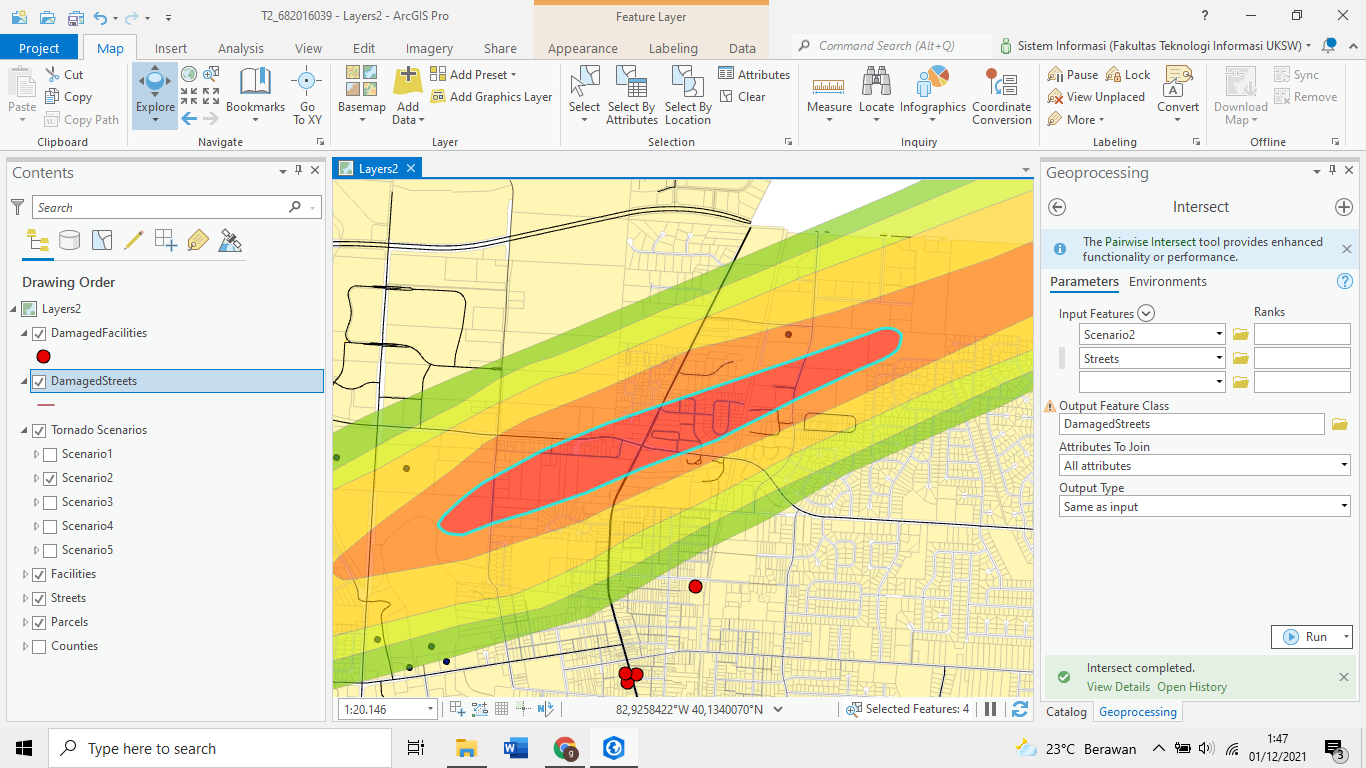 T2_682016039 - Layers2 - ArcGIS Pro
Feature Layer
?
Project Map Insert Analysis View Edit Imagery Share Appearance Labeling Data
Command Search (Alt+Q)
Sistem Informasi (Fakultas Teknologi Informasi UKSW)
Paste
Cut
Copy
Copy Path
Clipboard
Explore
Bookmarks
Go
To XY
Navigate
Basemap
Add
Data
Add Preset
Add Graphics Layer
Layer
Select
Select By
Attributes
Select By
Location
Attributes
Clear
Selection
Measure
Locate
Infographics
Coordinate
Conversion
Inquiry
Pause
Lock
View Unplaced
More
Convert
Labeling
Download
Map
Sync
Remove
Offline
Contents
Search
Drawing Order
Layers2
DamagedFacilities
DamagedStreets
Tornado Scenarios
Scenario1
Scenario2
Scenario3
Scenario4
Scenario5
Facilities
Streets
Parcels
Counties
Layers2
1:20.146
82,9258422°W 40,1340070°N
Selected Features: 4
Geoprocessing
Intersect
The Pairwise Intersect tool provides enhanced
functionality or performance.
Parameters Environments
?
Input Features
Ranks
Scenario2
Streets
Output Feature Class
DamagedStreets
Attributes To Join
All attributes
Output Type
Same as input
Run
Intersect completed.
View Details Open History
Catalog Geoprocessing
Type here to search
W
g
23°C Berawan
1:47
01/12/2021
3